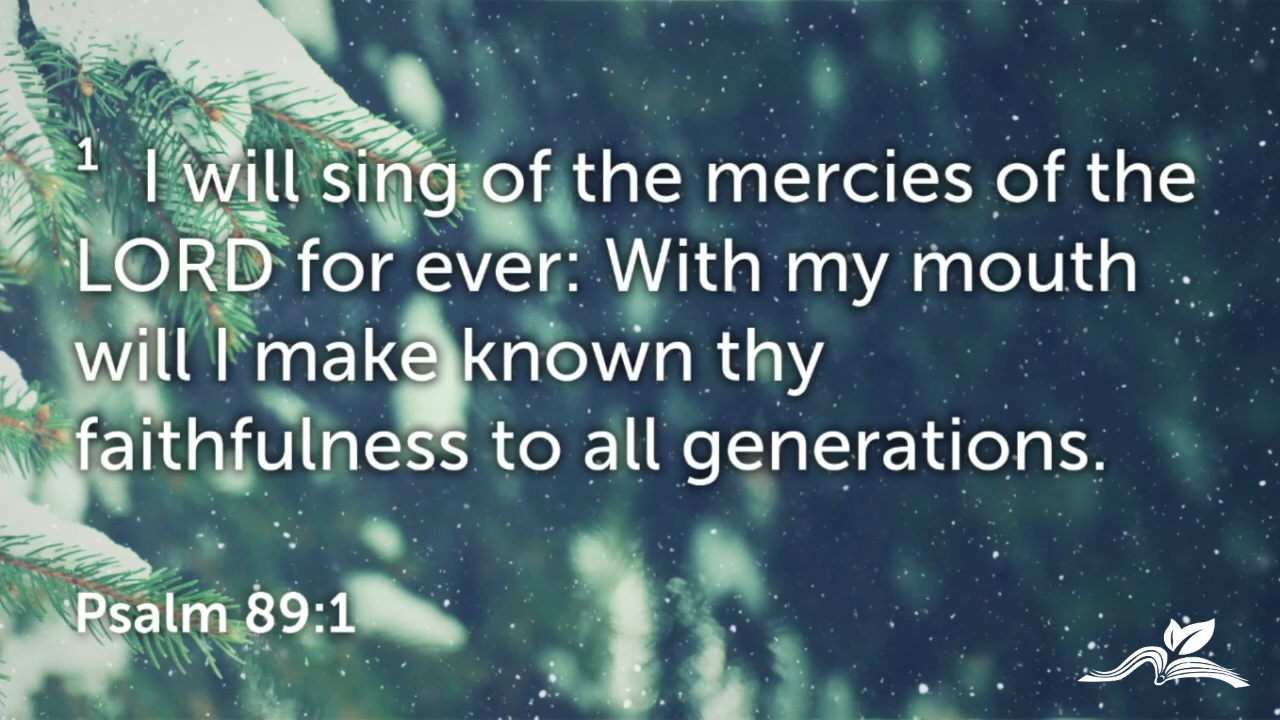 1 I will sing of the mercies of the
LORD for ever: With my mouth
will I make known thy
faithfulness to all generations.
Psalm 89:1